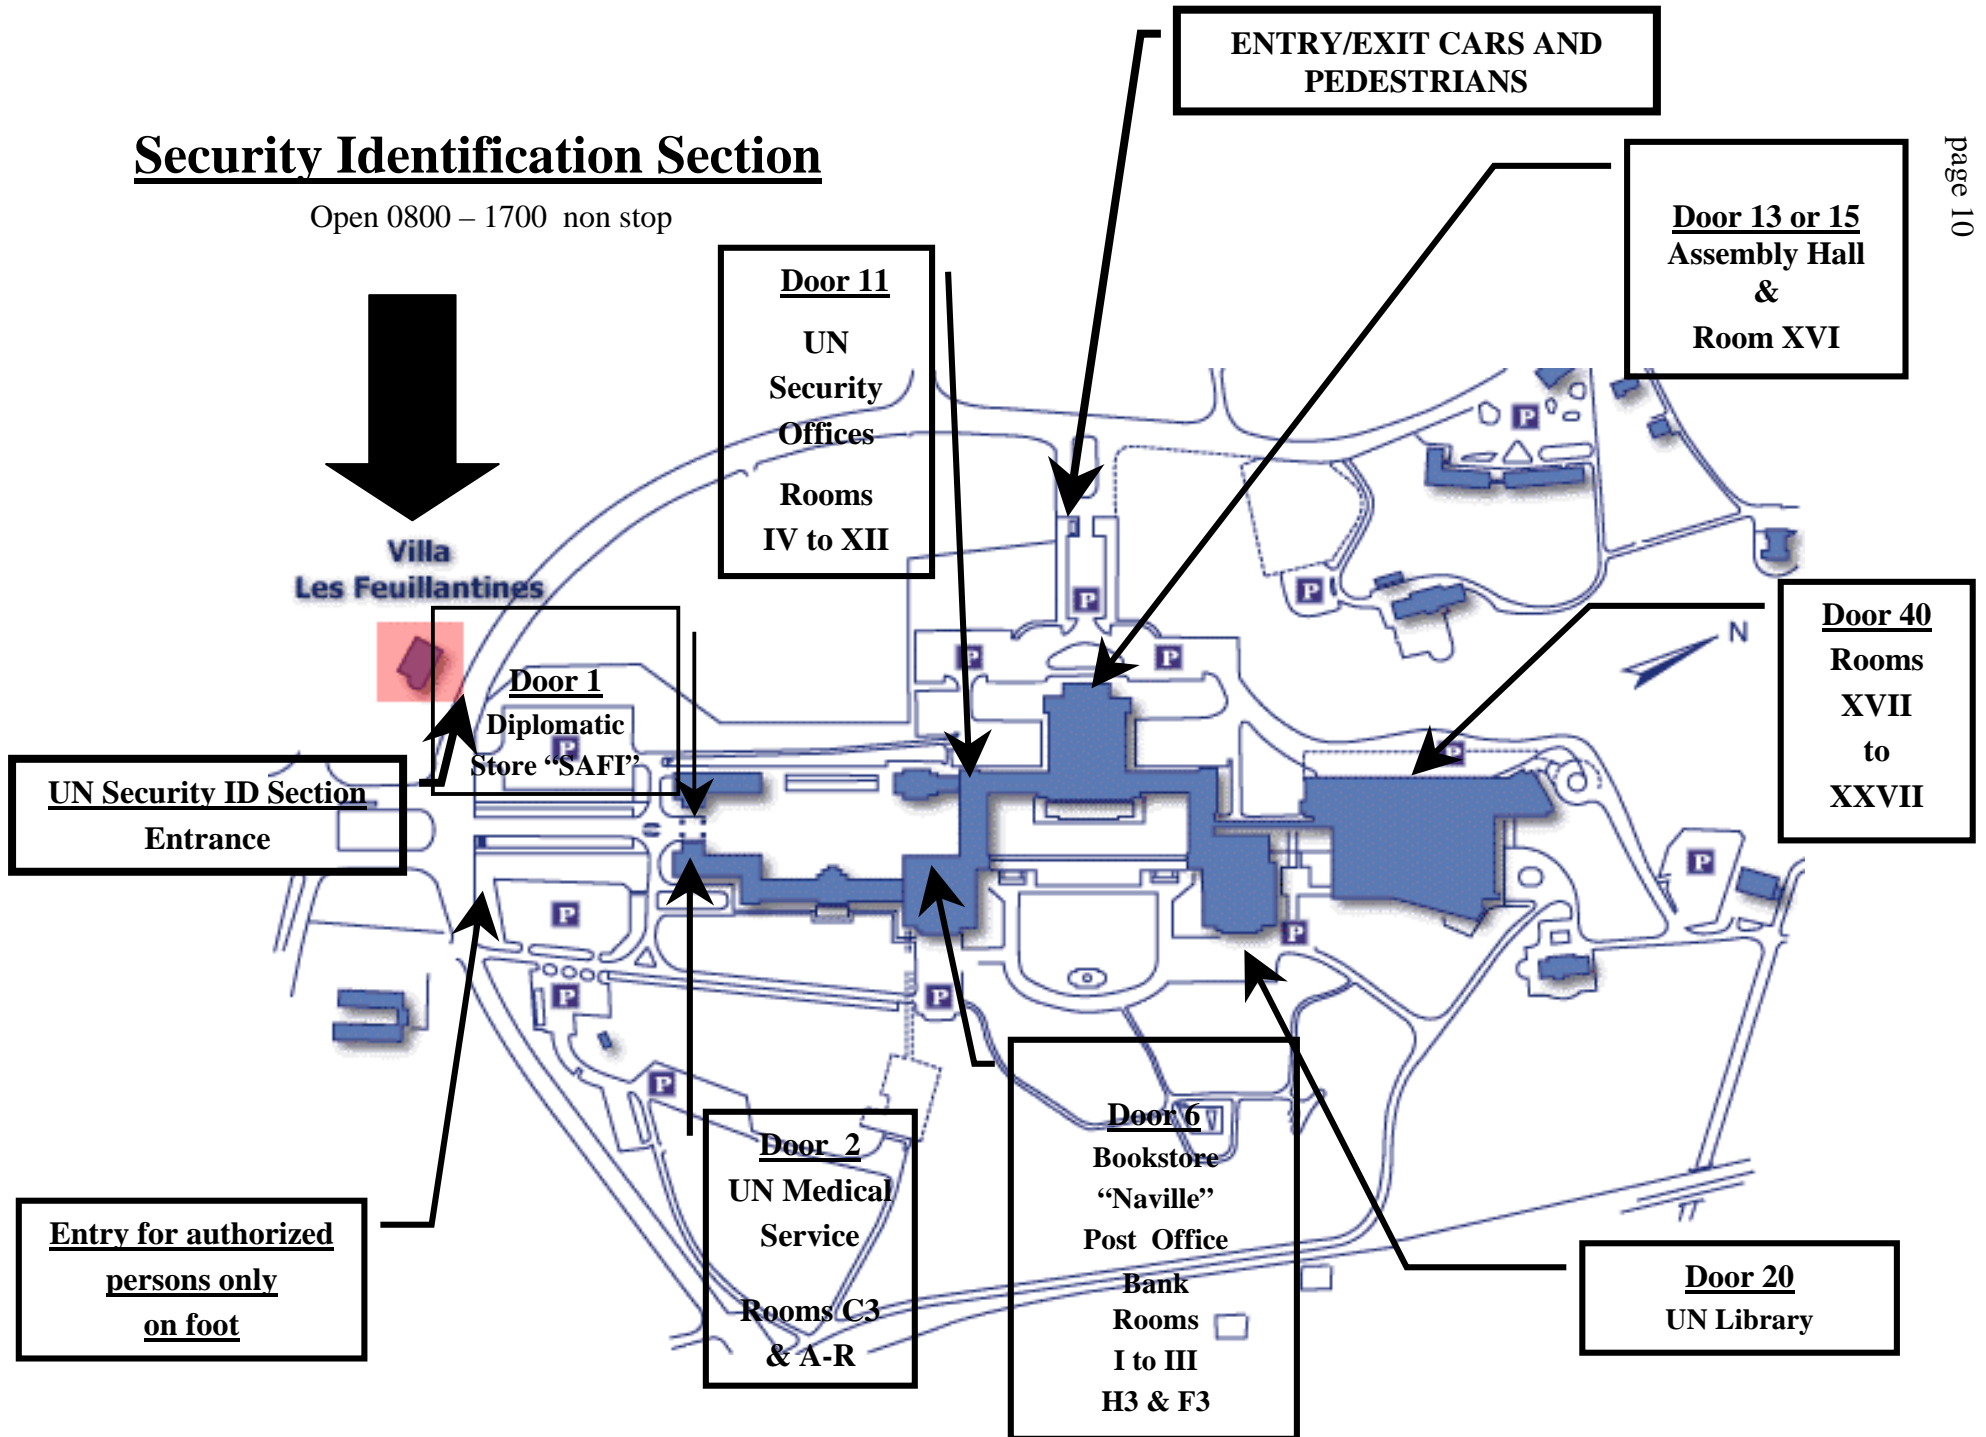 ENTRY/EXIT CARS AND
PEDESTRIANS
page 10
Security Identification Section
Open 0800 – 1700 non stop
Door 13 or 15
Assembly Hall
&
Room XVI
Door 11
UN
Security
Offices
Rooms
IV to XII
Villa
Les Feuillantines
Door 40
Rooms
XVII
to
XXVII
N
Door 1
Diplomatic
Store “SAFI”
UN Security ID Section
Entrance
P
P
P
P
P
P
P
P
P
P
P
P
P
Door 2
UN Medical
Service
Rooms C3
& A-R
Door 6
Bookstore
“Naville”
Post Office
Bank
Rooms
I to III
H3 & F3
Entry for authorized
persons only
on foot
Door 20
UN Library